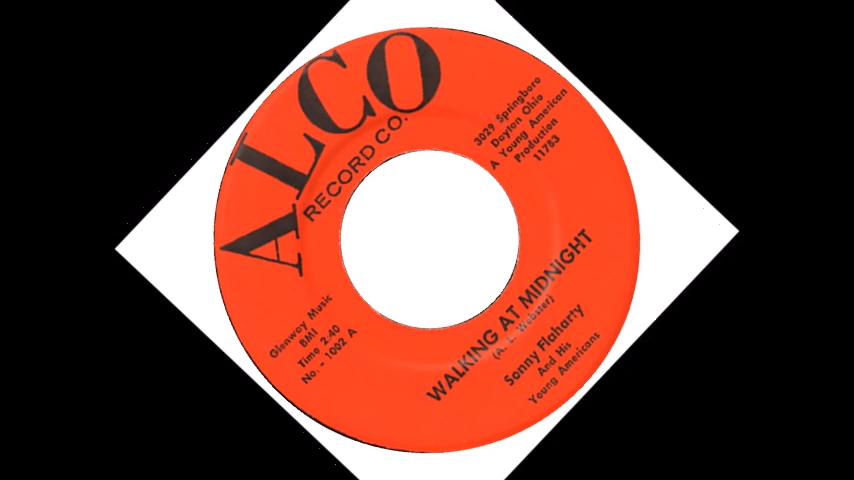 ALCO
RECORD CO.
3029 Springboro
Dayton Ohio
A Young American
Production
11783
Glenway Music
BMI
Time 2:40
No. - 1002 A
WALKING AT MIDNIGHT
(A. L. Webster)
Sonny Flaharty
And His
Young Americans